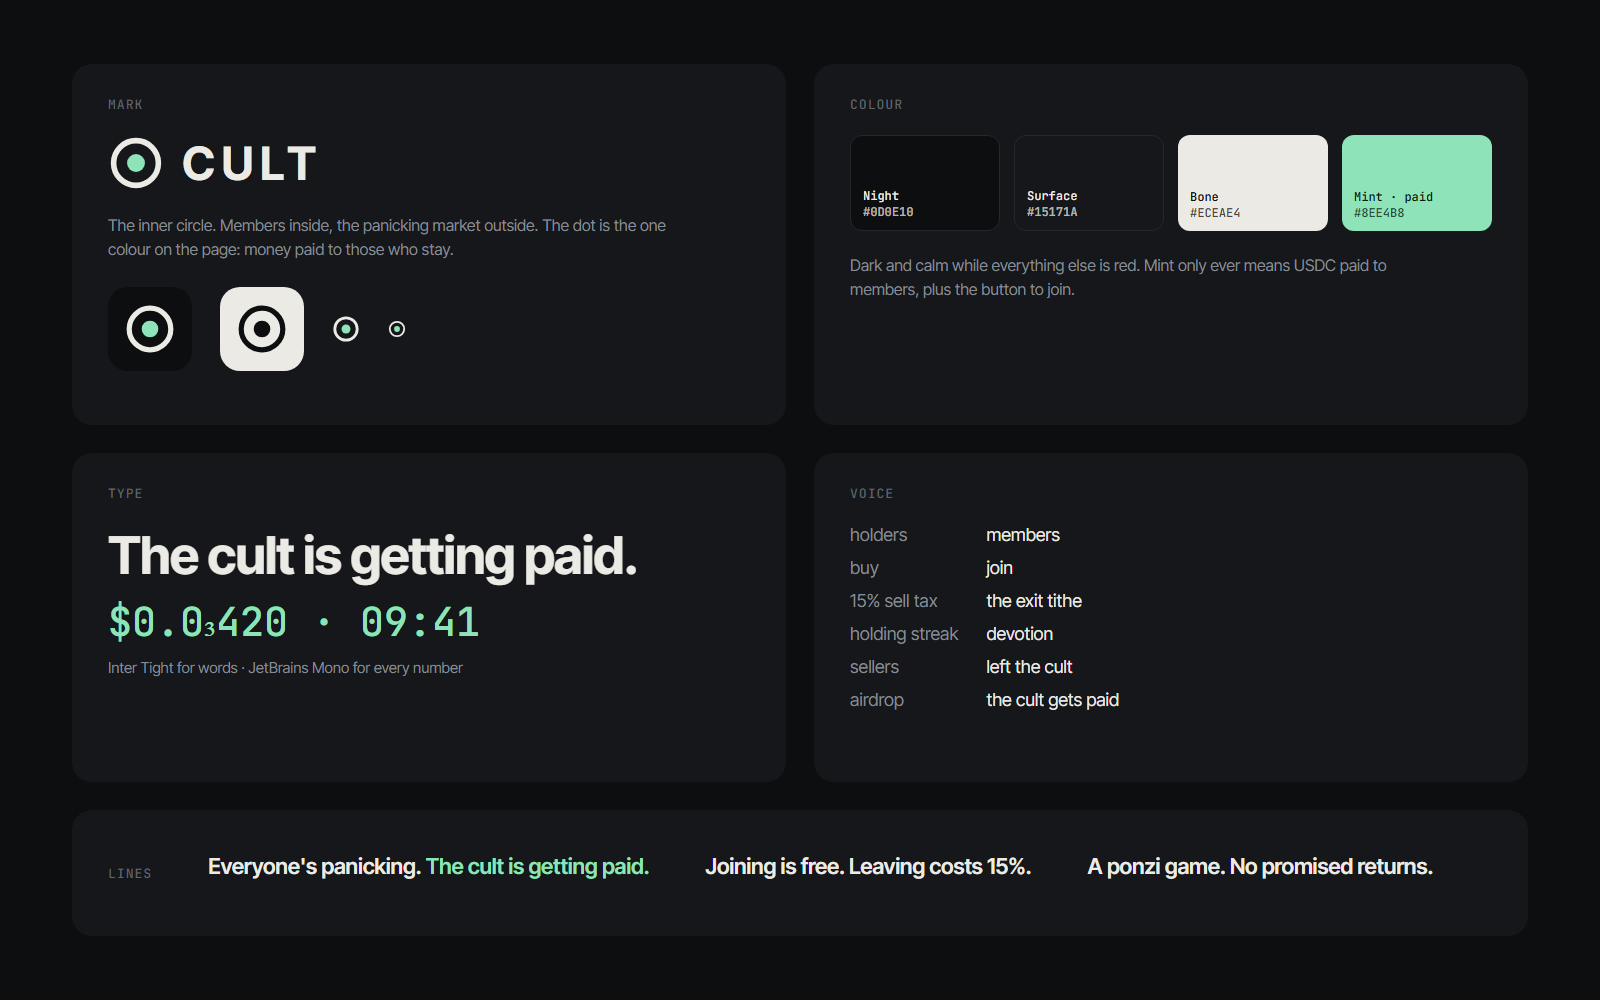 MARK
CULT
The inner circle. Members inside, the panicking market outside. The dot is the one
colour on the page: money paid to those who stay.
COLOUR
Night
#0D0E10
Surface
#15171A
Bone
#ECEAE4
Mint · paid
#8EE4B8
Dark and calm while everything else is red. Mint only ever means USDC paid to
members, plus the button to join.
TYPE
The cult is getting paid.
$0.0₃420 · 09:41
Inter Tight for words · JetBrains Mono for every number
VOICE
holders members
buy join
15% sell tax the exit tithe
holding streak devotion
sellers left the cult
airdrop the cult gets paid
LINES
Everyone's panicking. The cult is getting paid.
Joining is free. Leaving costs 15%.
A ponzi game. No promised returns.